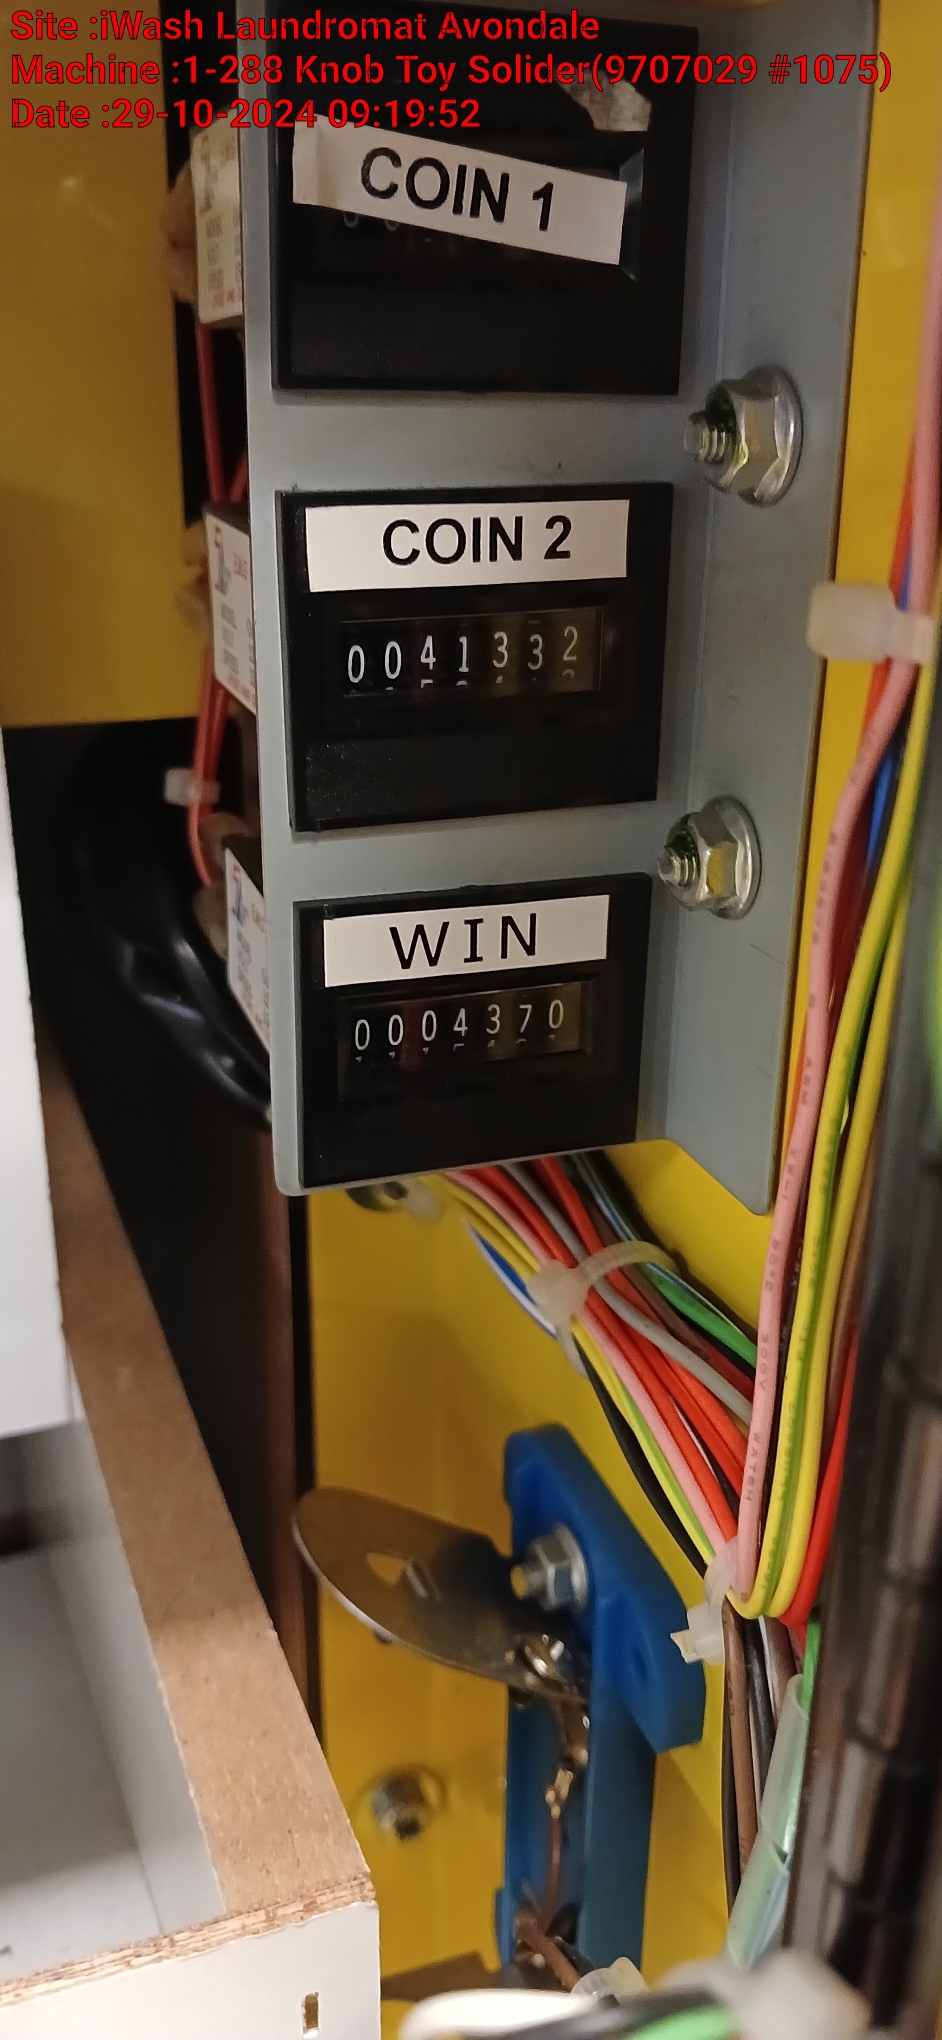 Site :iWash Laundromat Avondale
Machine :1-288 Knob Toy Solider(9707029 #1075)
Date :29-10-2024 09:19:52
COIN 1
COIN 2
0041332
WIN
0004370